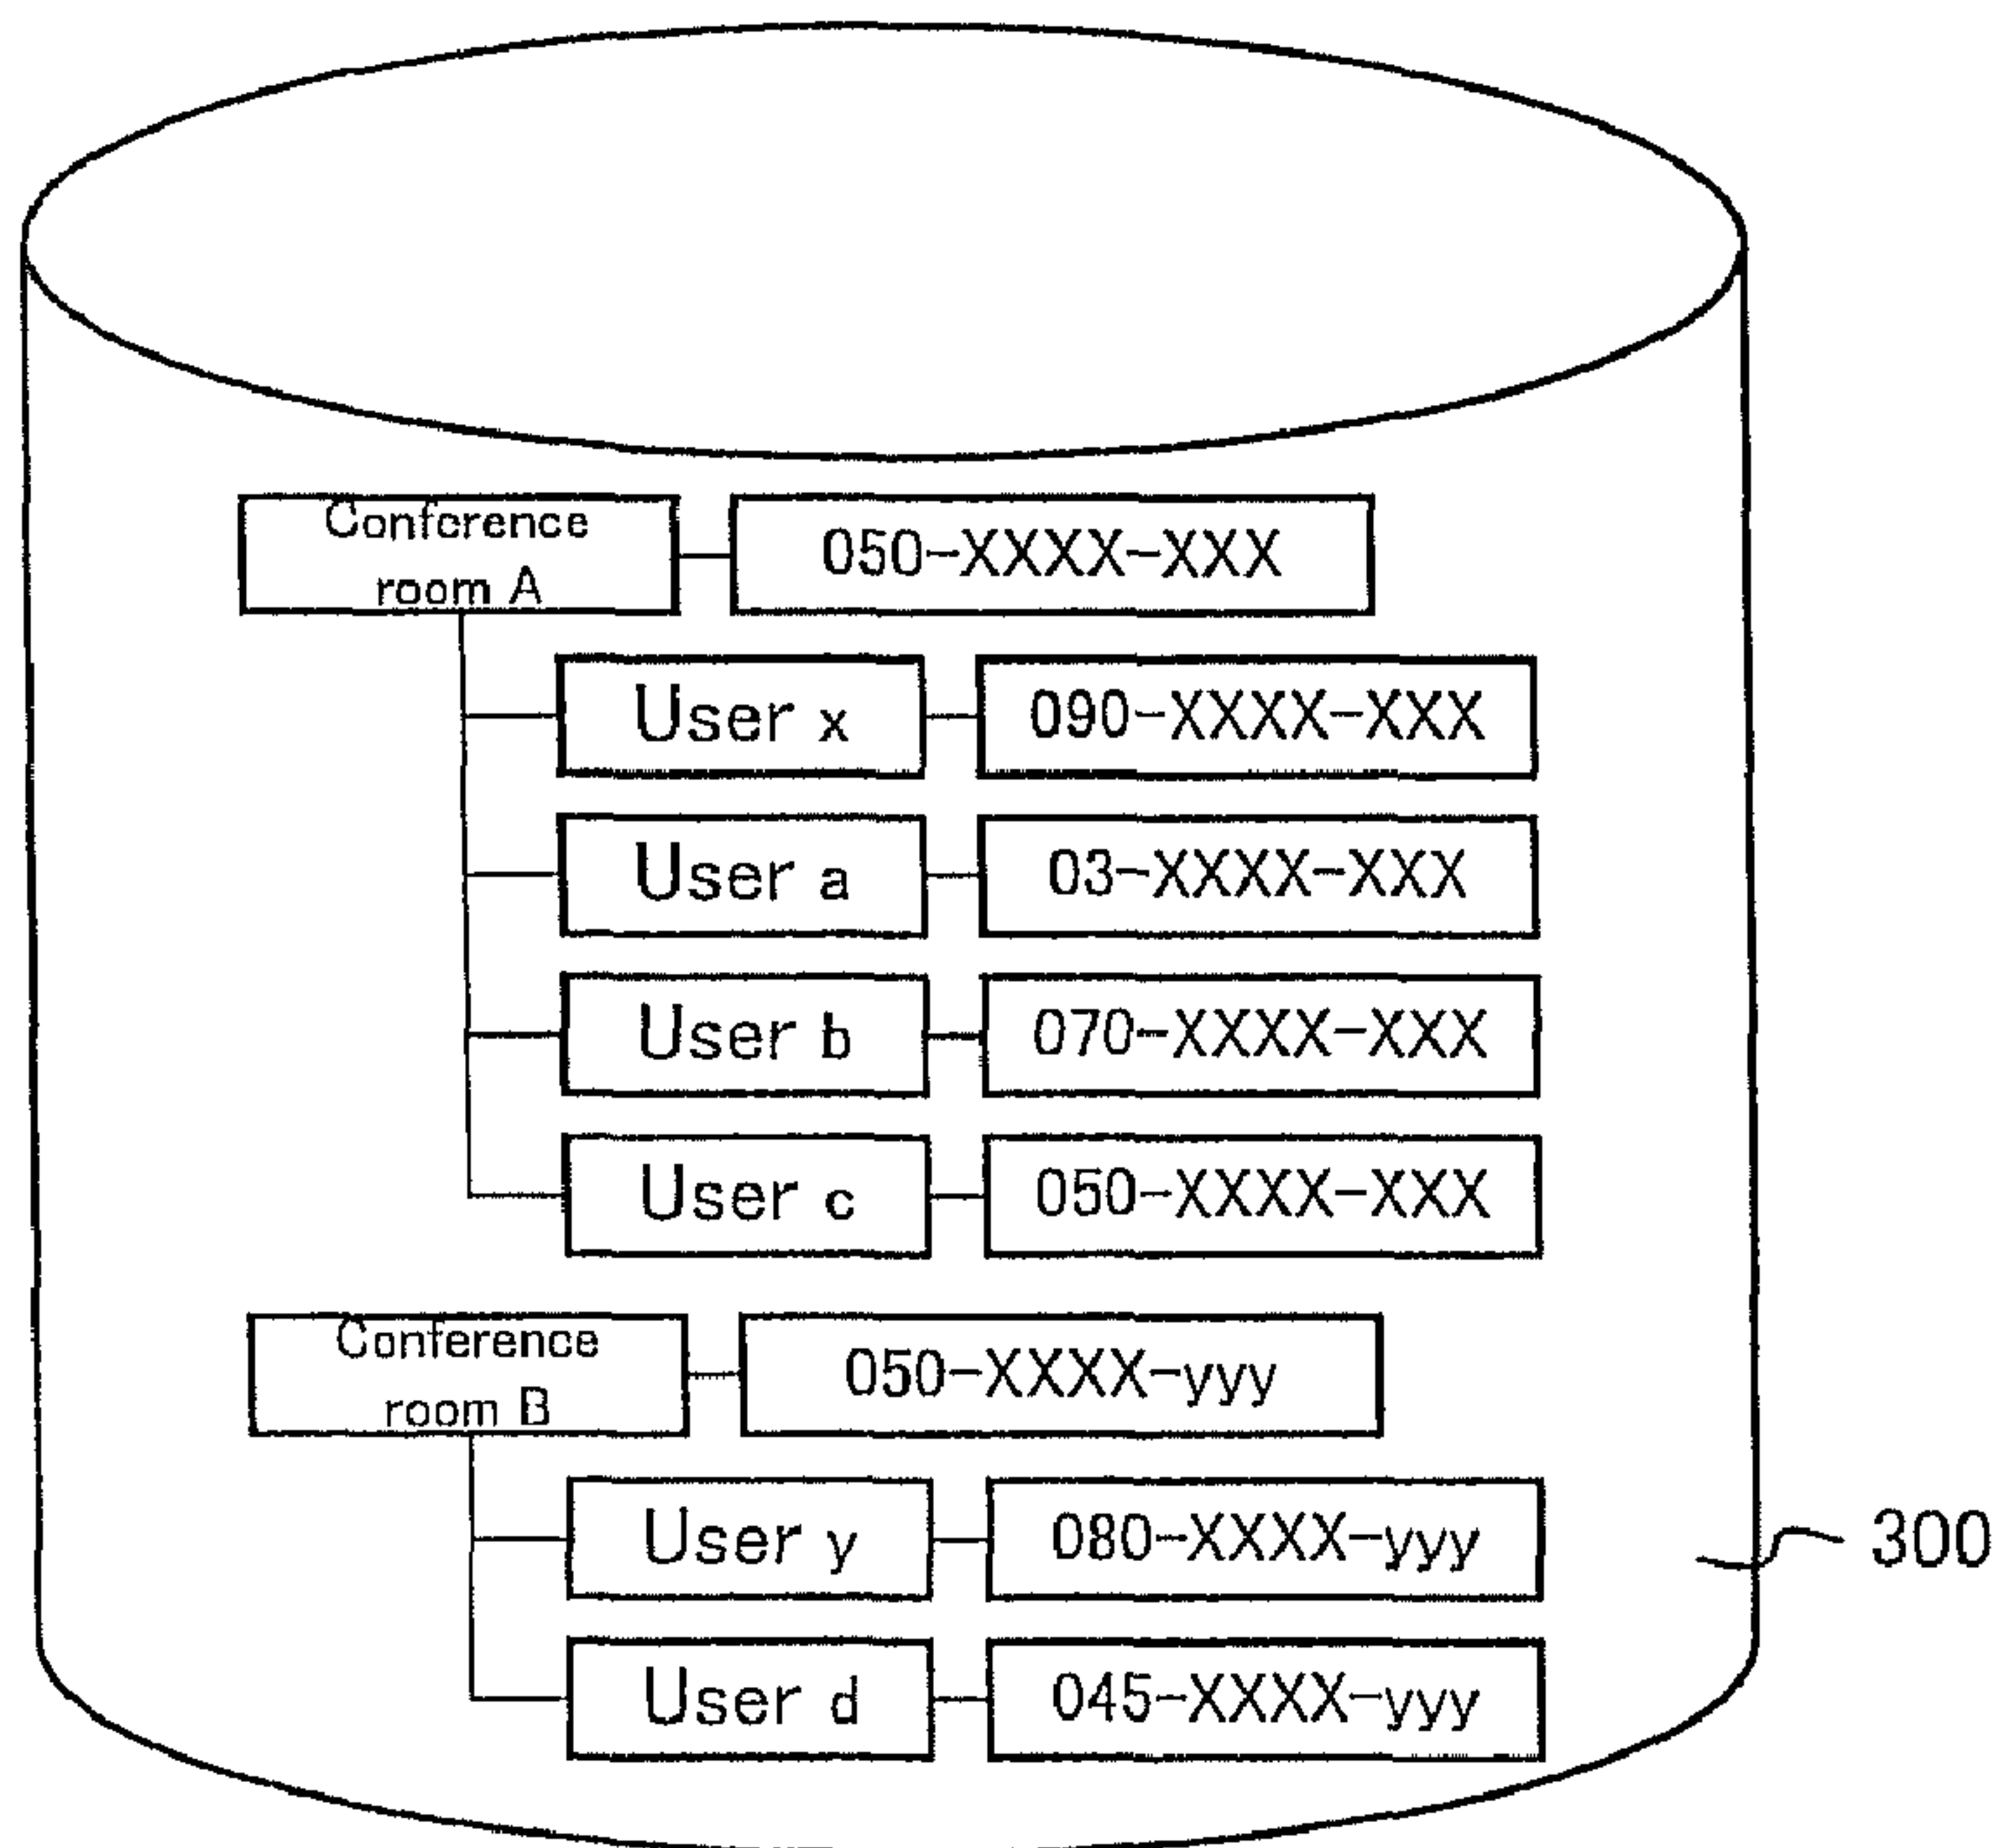 Conference
room A
050-XXXX-XXX
User x
090-XXXX-XXX
User a
03-XXXX-XXX
User b
070-XXXX-XXX
User c
050-XXXX-XXX
Conference
room B
050-XXXX-yyy
User y
080-XXXX-yyy
300
User d
045-XXXX-yyy